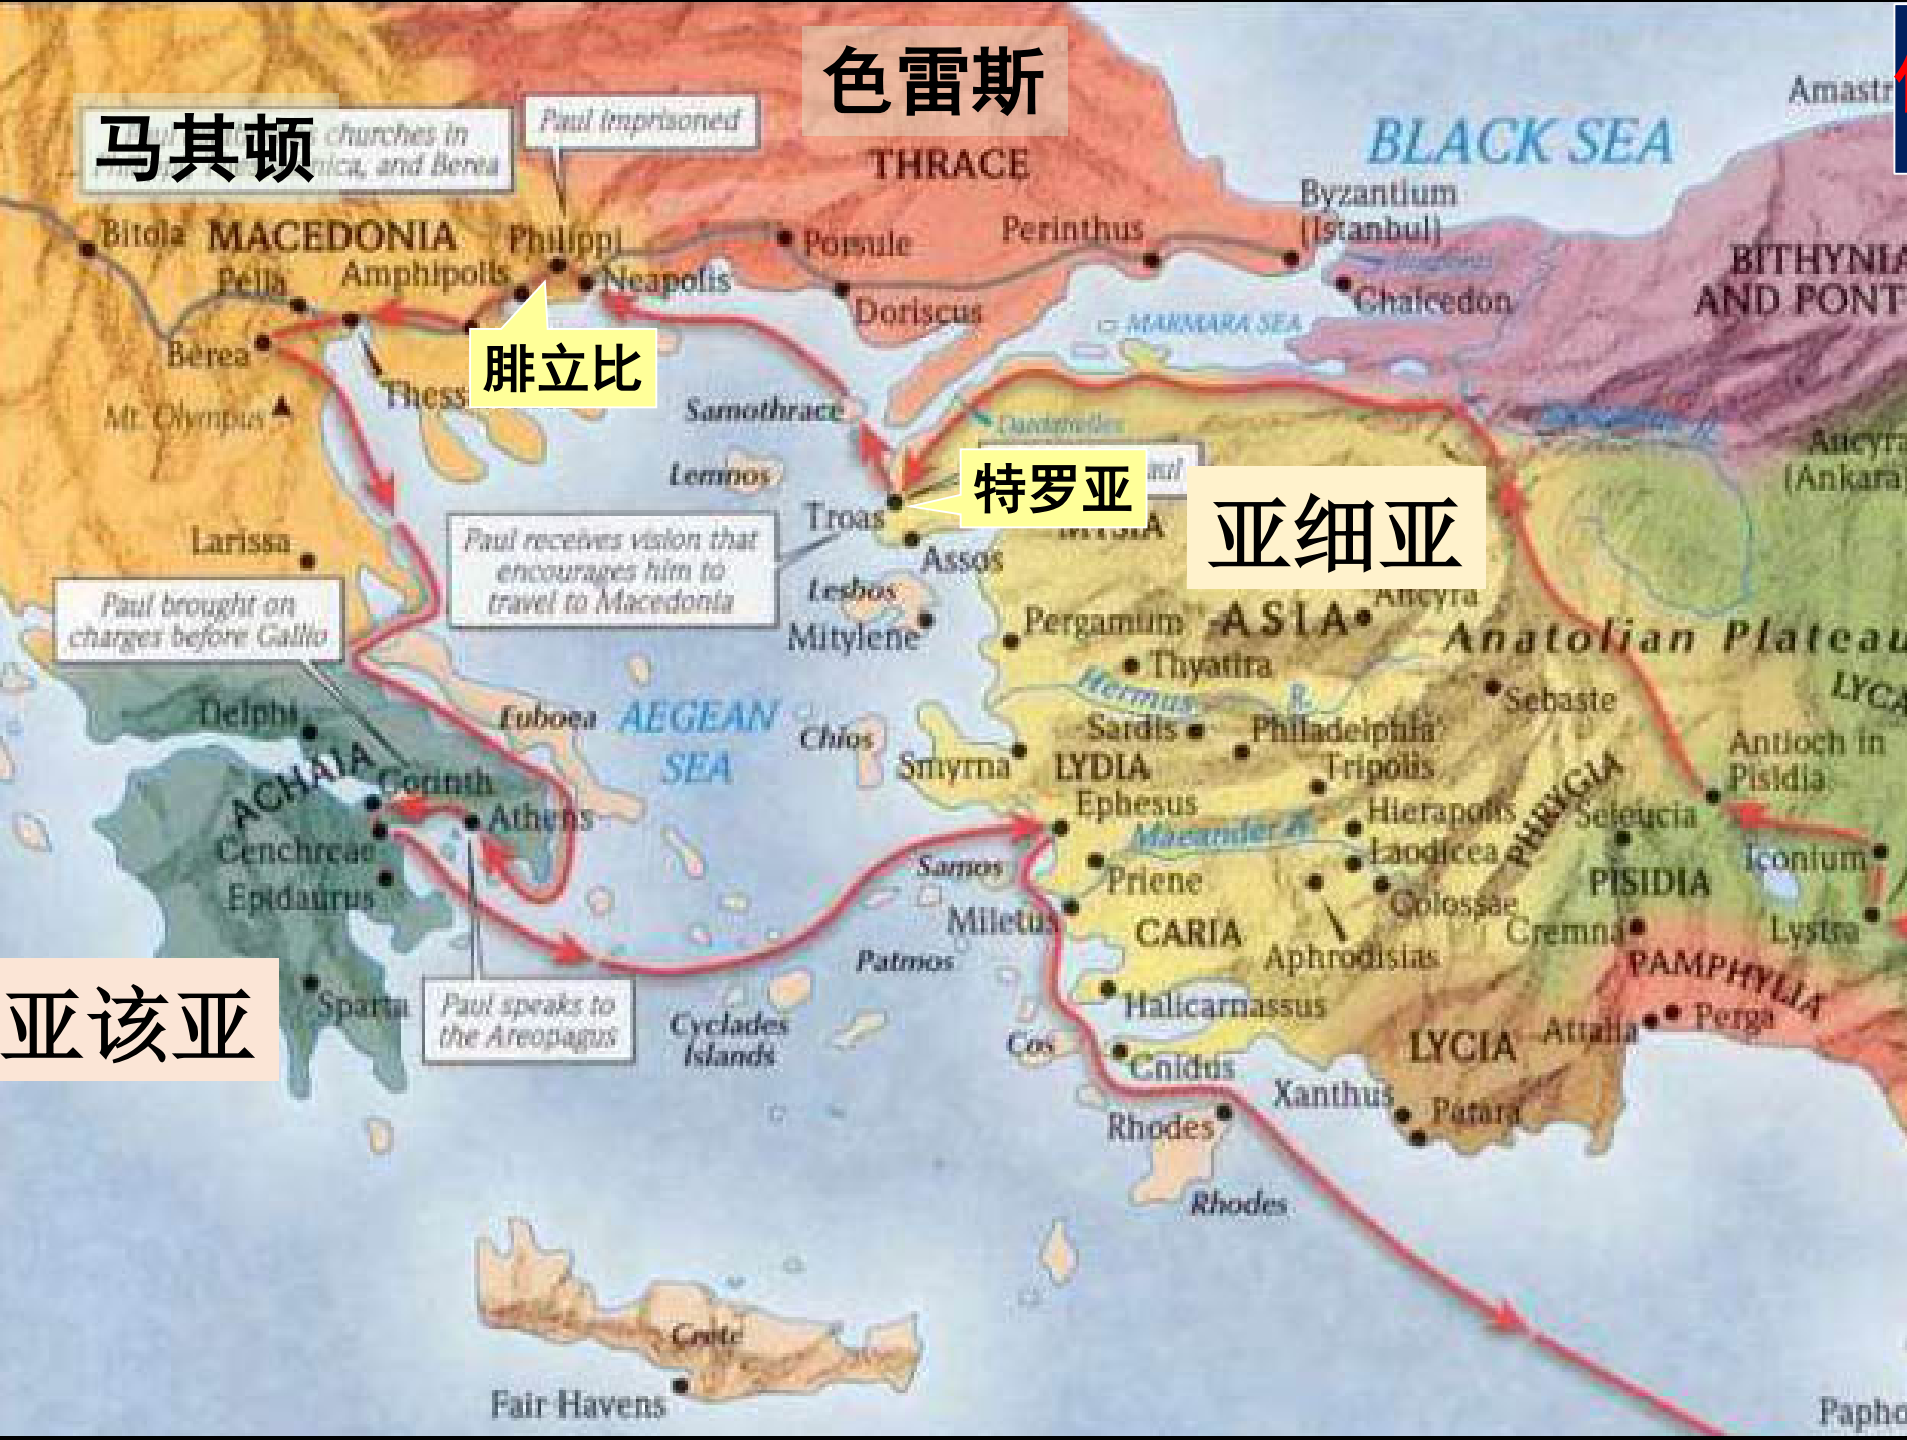 色雷斯
马其顿
churches in
and Berea
Paul imprisoned
THRACE
BLACK SEA
Amastr
Byzantium
(Istanbul)
Bitola
MACEDONIA
Philippi
Porsule
Perinthus
BITHYNIA
AND PONT
Pella
Amphipolis
Neapolis
Doriscus
Chalcedon
MARMARA SEA
Berea
腓立比
Thess
Mt. Olympus
Samothrace
Dardanelles
Ancyra
(Ankara)
Lemnos
特罗亚
亚细亚
Troas
MYSIA
Larissa
Paul receives vision that
encourages him to
travel to Macedonia
Assos
Lesbos
Ancyra
Paul brought on
charges before Gallio
Mitylene
Pergamum
ASIA
Anatolian Plateau
Thyatira
Hermus R.
Sebaste
LYCA
Delphi
Euboea
AEGEAN
SEA
Chios
Sardis
Philadelphia
Antioch in
Pisidia
Smyrna
LYDIA
Tripolis
PHRYGIA
ACHAIA
Corinth
Athens
Ephesus
Hierapolis
Seleucia
Maeander R.
Cenchreae
Samos
Laodicea
Iconium
Epidaurus
Priene
Colossae
PISIDIA
Miletus
CARIA
Cremna
Lystra
Patmos
Aphrodisias
PAMPHYLIA
亚该亚
Sparta
Paul speaks to
the Areopagus
Cyclades
Islands
Halicarnassus
Cos
LYCIA
Attalia
Perga
Cnidus
Xanthus
Patara
Rhodes
Rhodes
Crete
Fair Havens
Papho